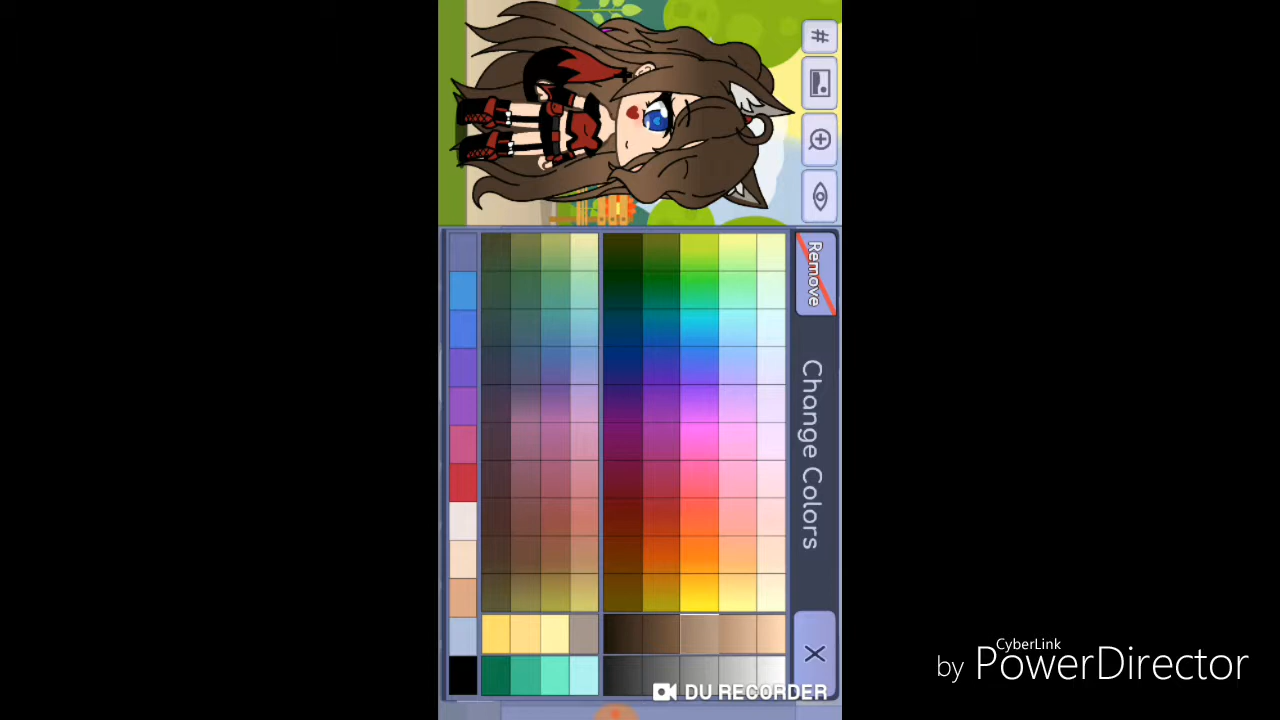 #
Remove
Change Colors
X
DU RECORDER
CyberLink
by PowerDirector